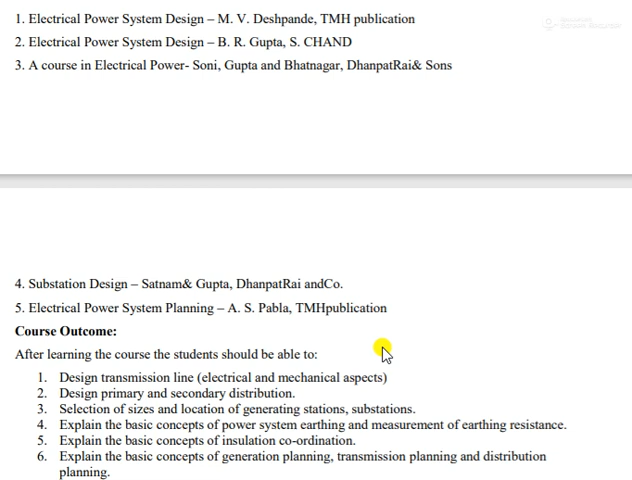 1. Electrical Power System Design – M. V. Deshpande, TMH publication
2. Electrical Power System Design – B. R. Gupta, S. CHAND
3. A course in Electrical Power- Soni, Gupta and Bhatnagar, DhanpatRai& Sons
4. Substation Design – Satnam& Gupta, DhanpatRai andCo.
5. Electrical Power System Planning – A. S. Pabla, TMHpublication
Course Outcome:
After learning the course the students should be able to:
1. Design transmission line (electrical and mechanical aspects)
2. Design primary and secondary distribution.
3. Selection of sizes and location of generating stations, substations.
4. Explain the basic concepts of power system earthing and measurement of earthing resistance.
5. Explain the basic concepts of insulation co-ordination.
6. Explain the basic concepts of generation planning, transmission planning and distribution
planning.